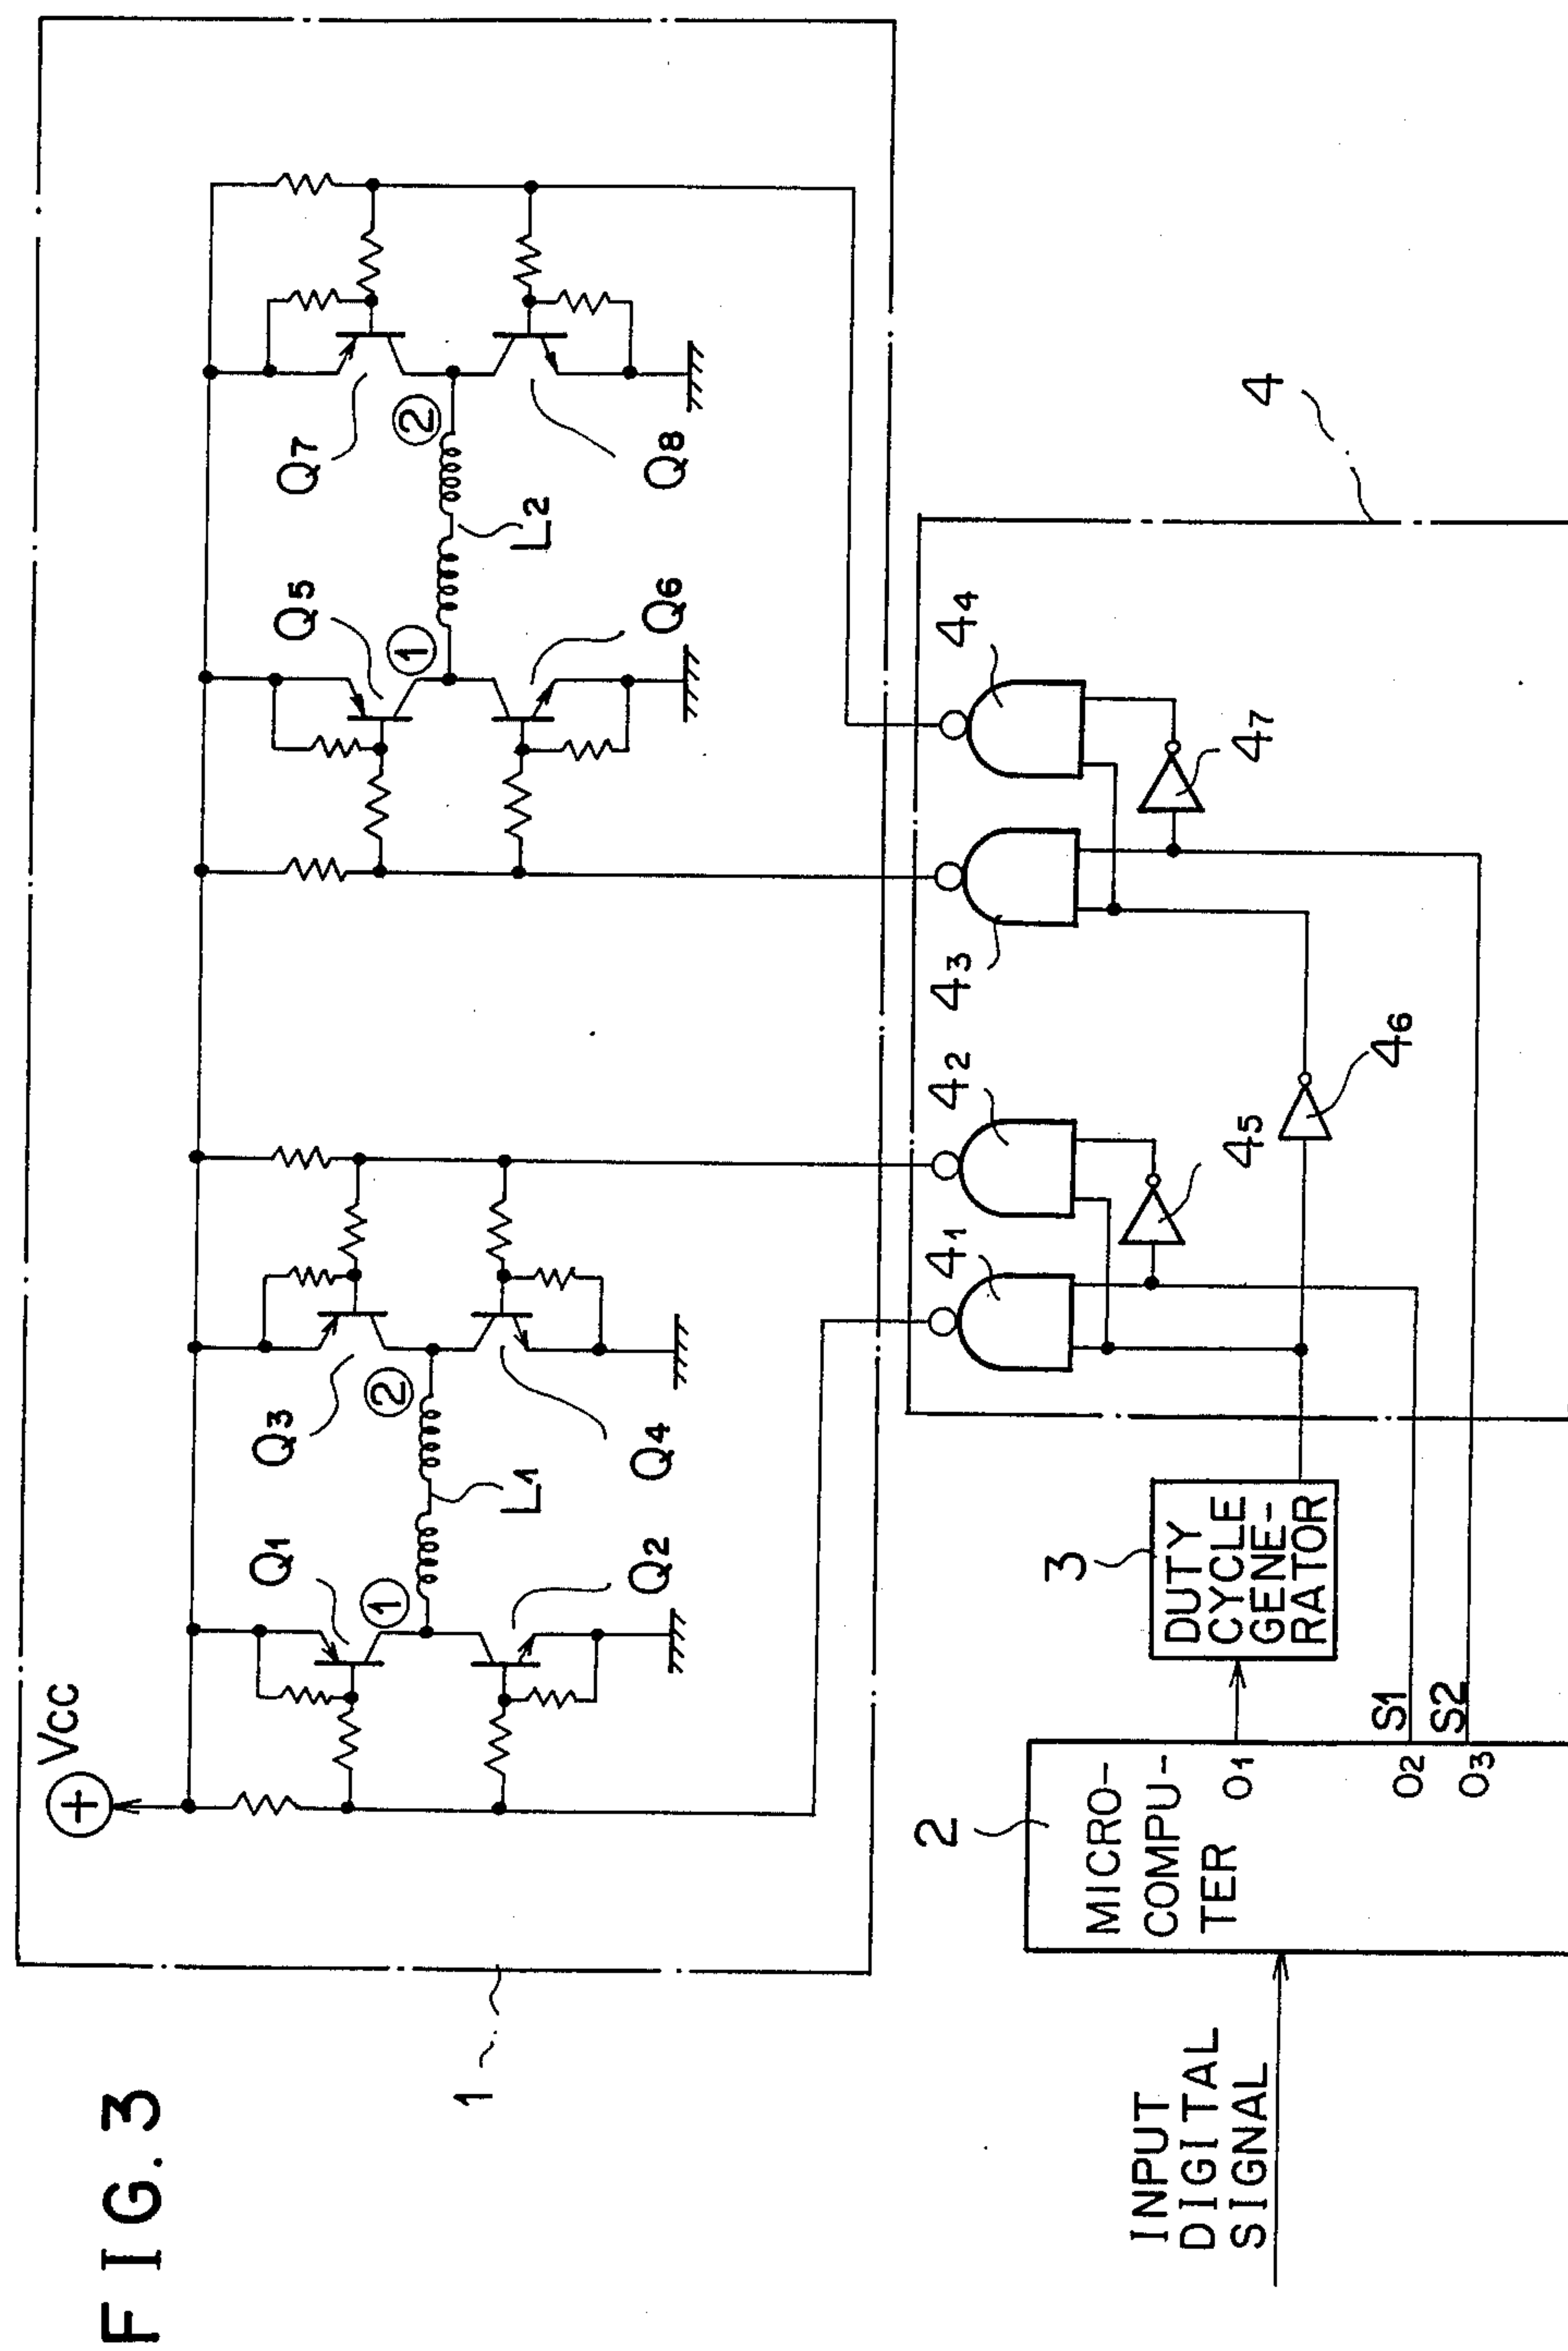 FIG. 3
Vcc
Q1
Q3
Q5
Q7
①
②
①
②
L1
L2
Q2
Q4
Q6
Q8
1
41
42
43
44
4
45
46
47
3
DUTY
CYCLE
GENE-
RATOR
2
MICRO-
COMPU-
TER
O1
O2
O3
S1
S2
INPUT
DIGITAL
SIGNAL